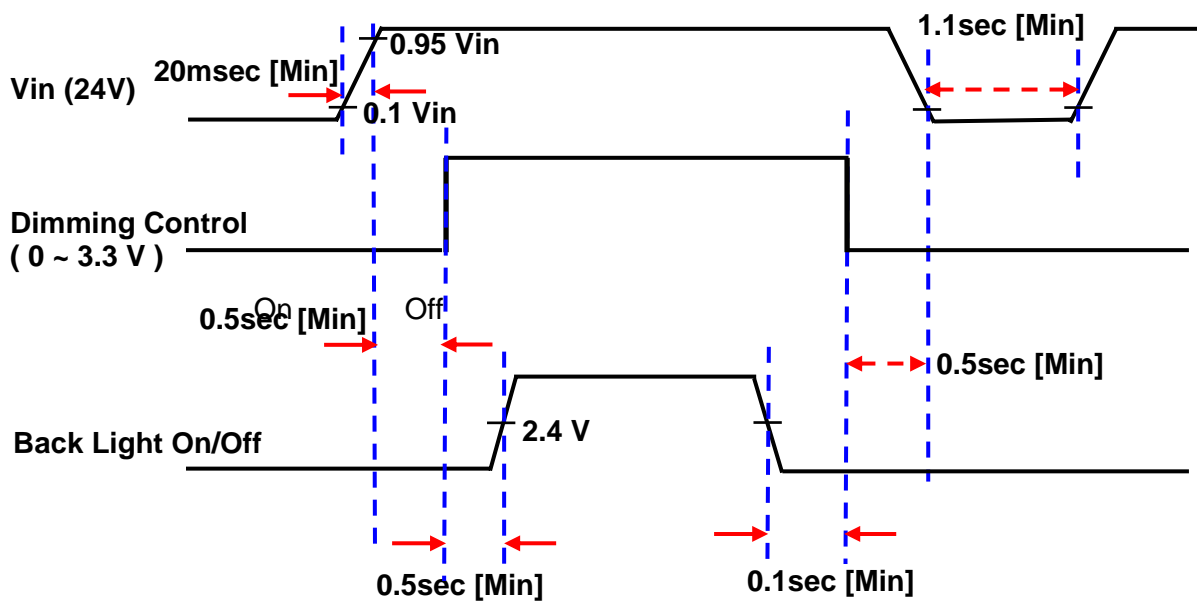 1.1sec [Min]
0.95 Vin
20msec [Min]
Vin (24V)
0.1 Vin
Dimming Control
( 0 ~ 3.3 V )
On Off
0.5sec [Min]
0.5sec [Min]
2.4 V
Back Light On/Off
0.5sec [Min]
0.1sec [Min]